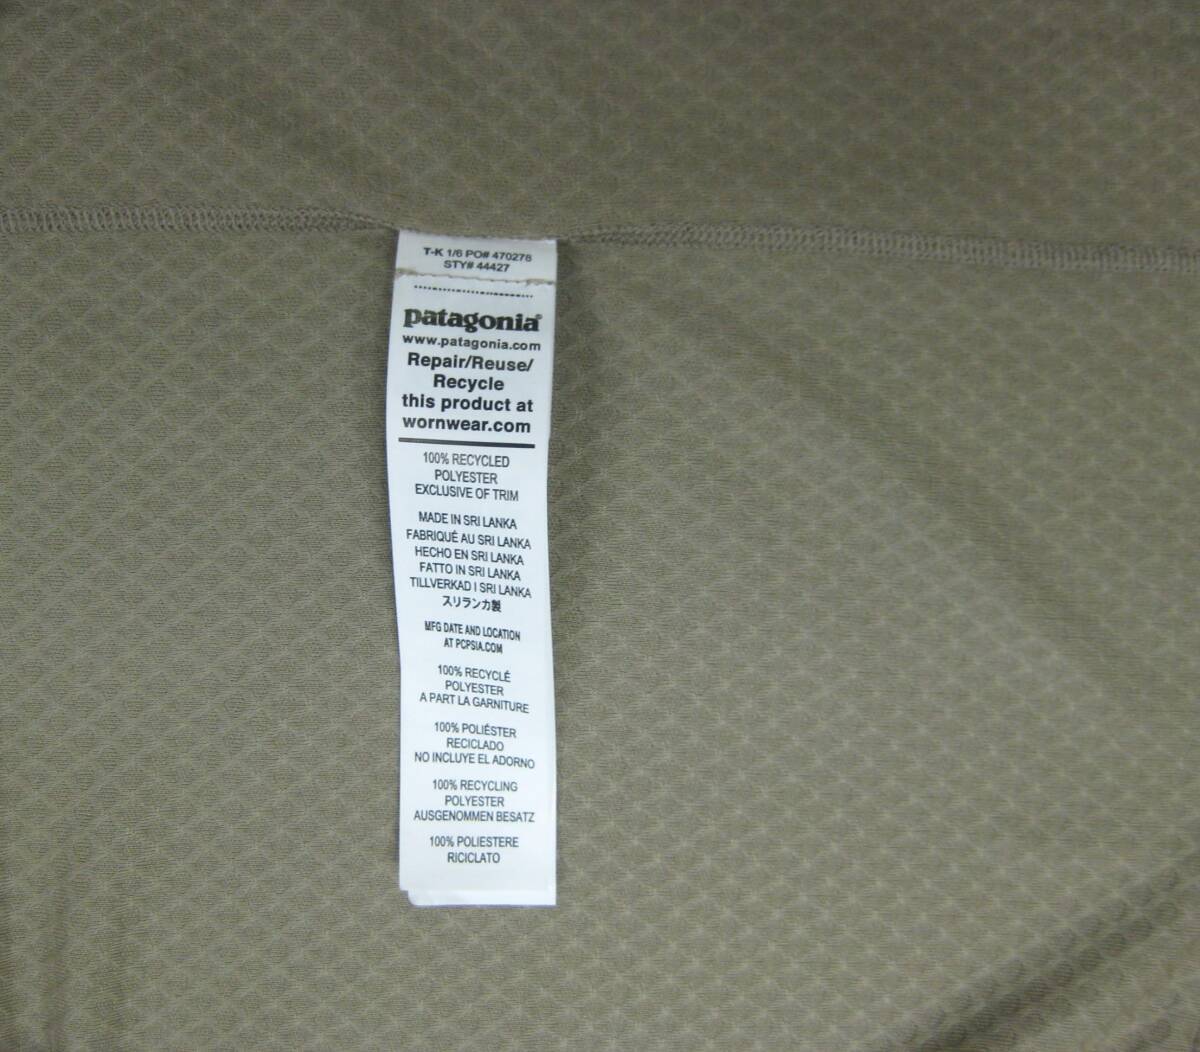 T-K 1/6 PO# 470278
STY# 44427
patagonia®
www.patagonia.com
Repair/Reuse/
Recycle
this product at
wornwear.com
100% RECYCLED
POLYESTER
EXCLUSIVE OF TRIM
MADE IN SRI LANKA
FABRIQUÉ AU SRI LANKA
HECHO EN SRI LANKA
FATTO IN SRI LANKA
TILLVERKAD I SRI LANKA
スリランカ製
MFG DATE AND LOCATION
AT PCPSIA.COM
100% RECYCLÉ
POLYESTER
A PART LA GARNITURE
100% POLIÉSTER
RECICLADO
NO INCLUYE EL ADORNO
100% RECYCLING
POLYESTER
AUSGENOMMEN BESATZ
100% POLIESTERE
RICICLATO